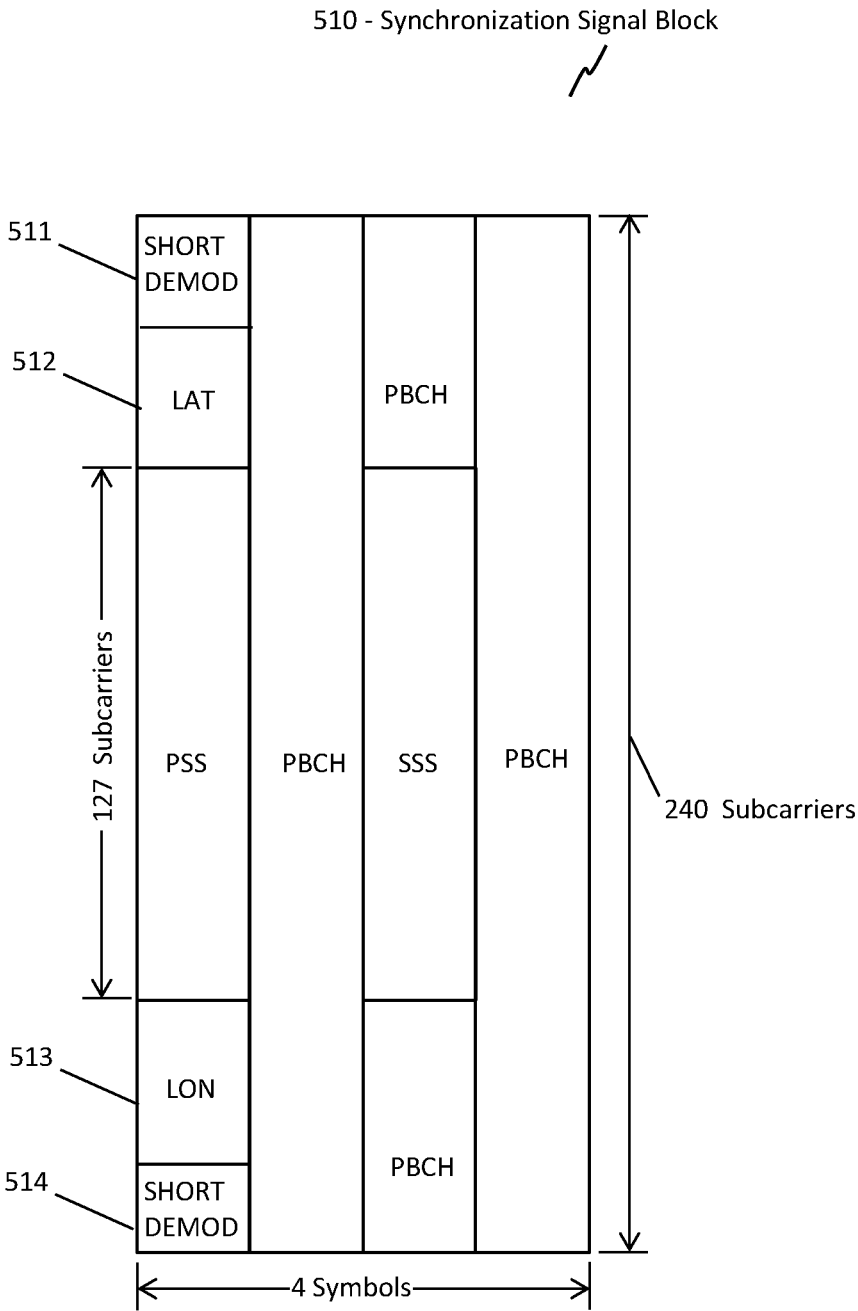 510 - Synchronization Signal Block
511
SHORT
DEMOD
512
LAT
PBCH
127 Subcarriers
PSS
PBCH
SSS
PBCH
240 Subcarriers
513
LON
PBCH
514
SHORT
DEMOD
4 Symbols